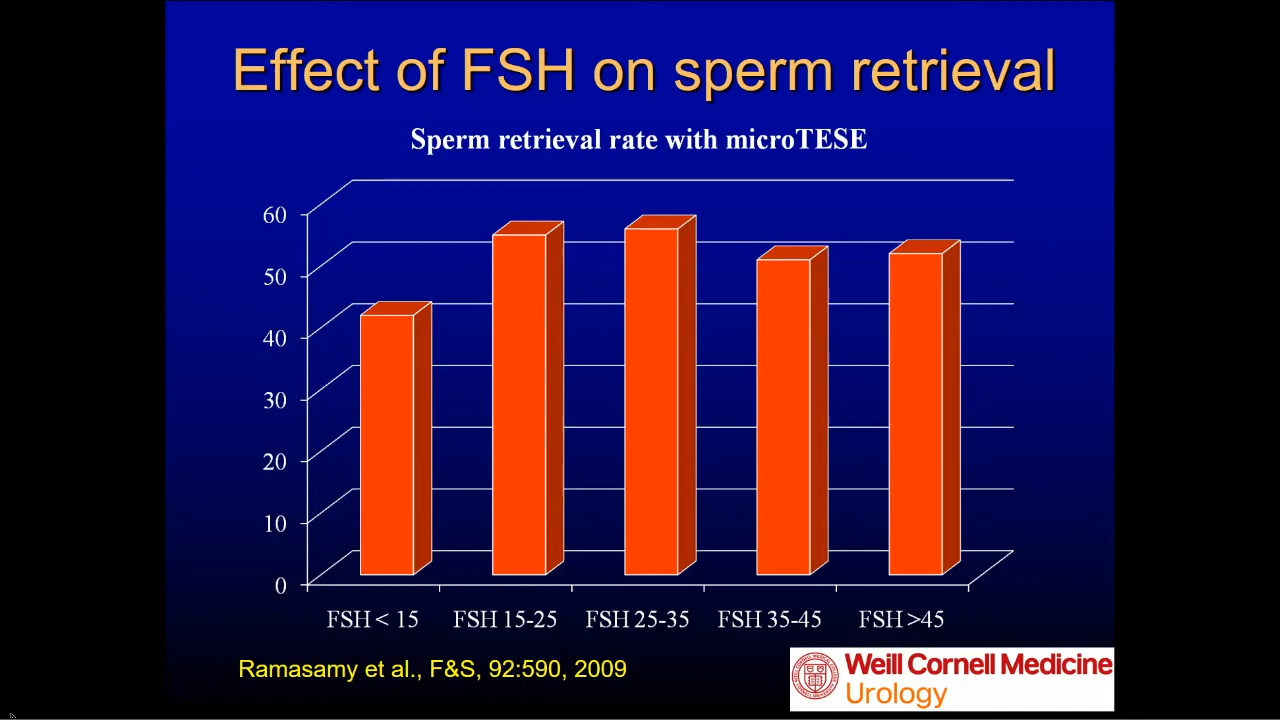 Effect of FSH on sperm retrieval
Sperm retrieval rate with microTESE
60
50
40
30
20
10
0
FSH < 15 FSH 15-25 FSH 25-35 FSH 35-45 FSH >45
Ramasamy et al., F&S, 92:590, 2009
Weill Cornell Medicine
Urology